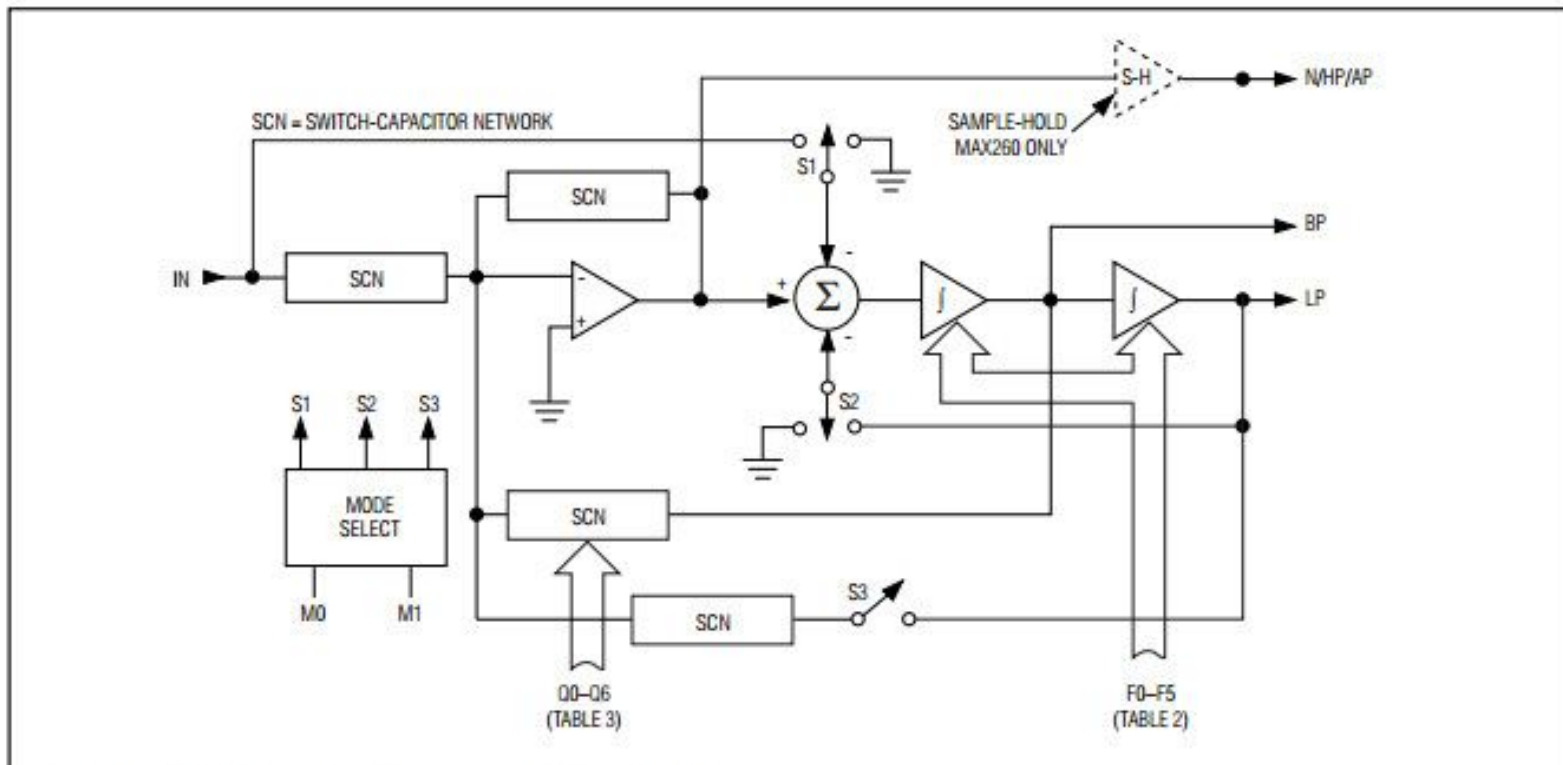 S-H
N/HP/AP
SCN = SWITCH-CAPACITOR NETWORK
SAMPLE-HOLD
MAX260 ONLY
S1
SCN
BP
IN
SCN
-
+
+
Σ
-
-
∫
∫
LP
S1
S2
S3
S2
MODE
SELECT
SCN
M0
M1
S3
SCN
Q0–Q6
(TABLE 3)
F0–F5
(TABLE 2)